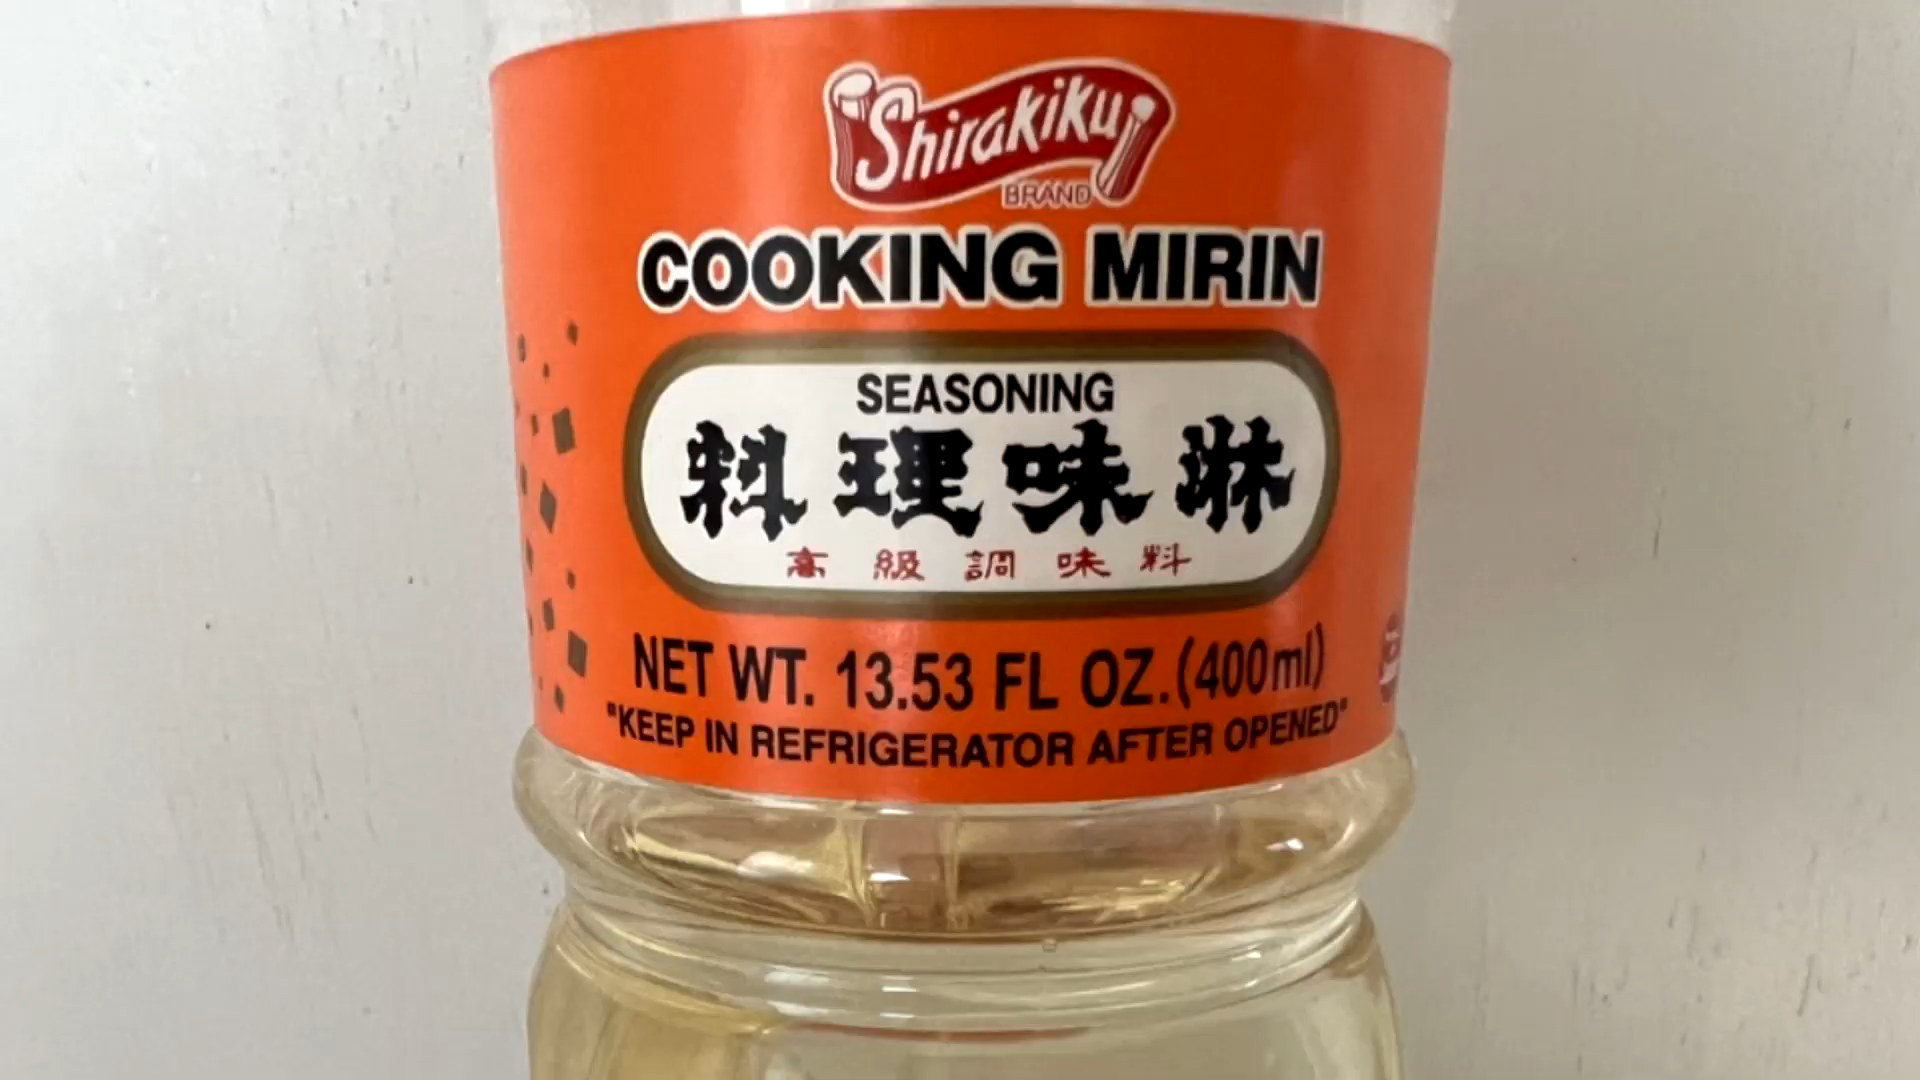 Shirakiku
BRAND
COOKING MIRIN
SEASONING
料理味淋
高級調味料
NET WT. 13.53 FL OZ.(400ml)
"KEEP IN REFRIGERATOR AFTER OPENED"